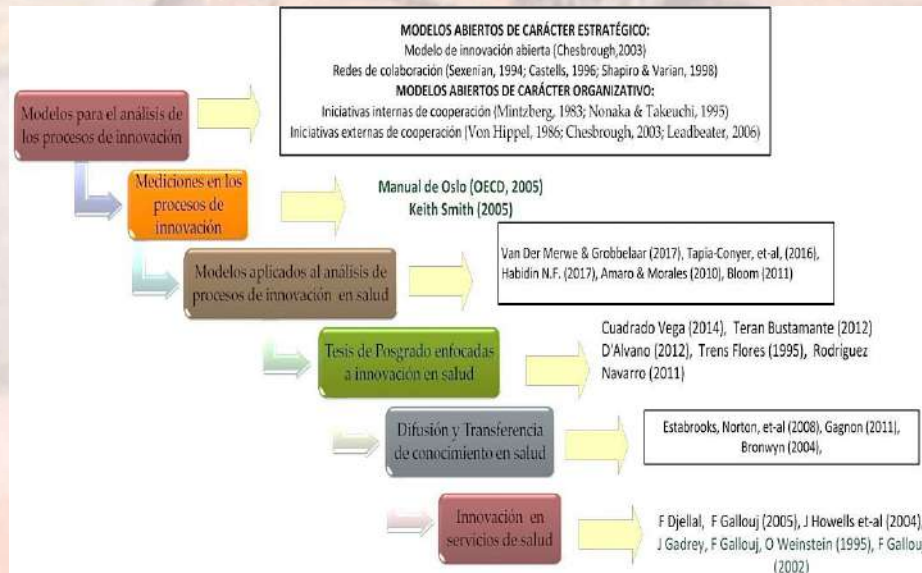 MODELOS ABIERTOS DE CARÁCTER ESTRATÉGICO:
Modelo de innovación abierta (Chesbrough,2003)
Redes de colaboración (Sexenian, 1994; Castells, 1996; Shapiro & Varian, 1998)
MODELOS ABIERTOS DE CARÁCTER ORGANIZATIVO:
Iniciativas internas de cooperación (Mintzberg, 1983; Nonaka & Takeuchi, 1995)
Iniciativas externas de cooperación (Von Hippel, 1986; Chesbrough, 2003; Leadbeater, 2006)
Modelos para el análisis de
los procesos de innovación
Mediciones en los
procesos de
innovación
Manual de Oslo (OECD, 2005)
Keith Smith (2005)
Modelos aplicados al análisis de
procesos de innovación en salud
Van Der Merwe & Grobbelaar (2017), Tapia-Conyer, et-al, (2016),
Habidin N.F. (2017), Amaro & Morales (2010), Bloom (2011)
Tesis de Posgrado enfocadas
a innovación en salud
Cuadrado Vega (2014), Teran Bustamante (2012)
D'Alvano (2012), Trens Flores (1995), Rodriguez
Navarro (2011)
Difusión y Transferencia
de conocimiento en salud
Estabrooks, Norton, et-al (2008), Gagnon (2011),
Bronwyn (2004),
Innovación en
servicios de salud
F Djellal, F Gallouj (2005), J Howells et-al (2004),
J Gadrey, F Gallouj, O Weinstein (1995), F Gallou
(2002)